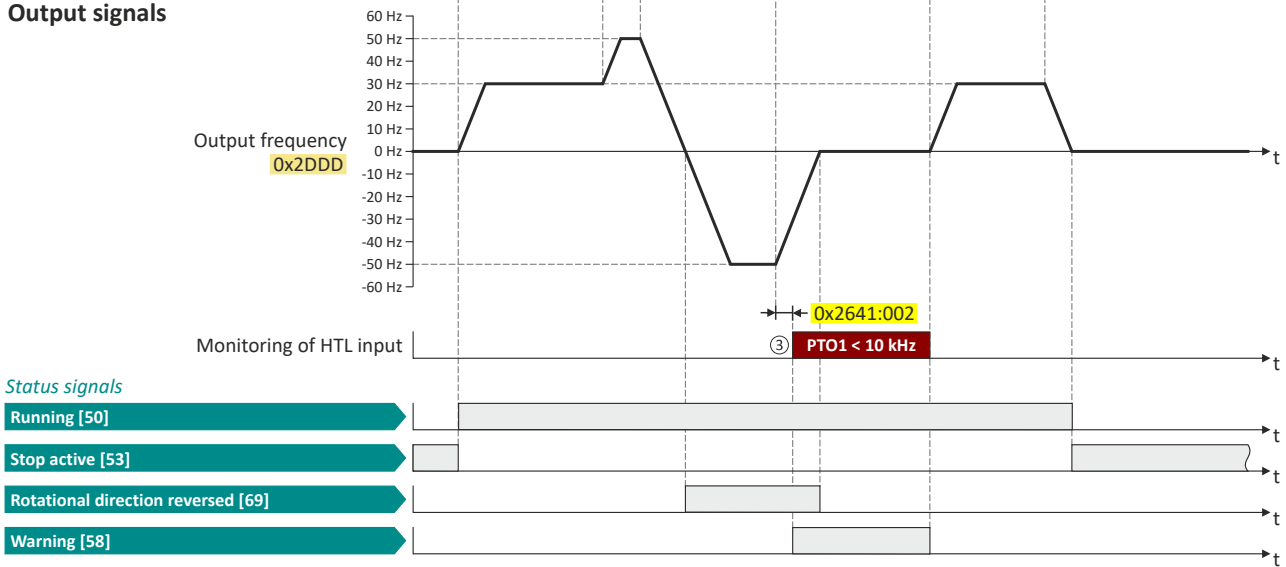 Output signals
60 Hz
50 Hz
40 Hz
30 Hz
20 Hz
10 Hz
0 Hz
-10 Hz
-20 Hz
-30 Hz
-40 Hz
-50 Hz
-60 Hz
Output frequency
0x2DDD
t
0x2641:002
Monitoring of HTL input
③ PTO1 < 10 kHz
t
Status signals
Running [50]
t
Stop active [53]
t
Rotational direction reversed [69]
t
Warning [58]
t